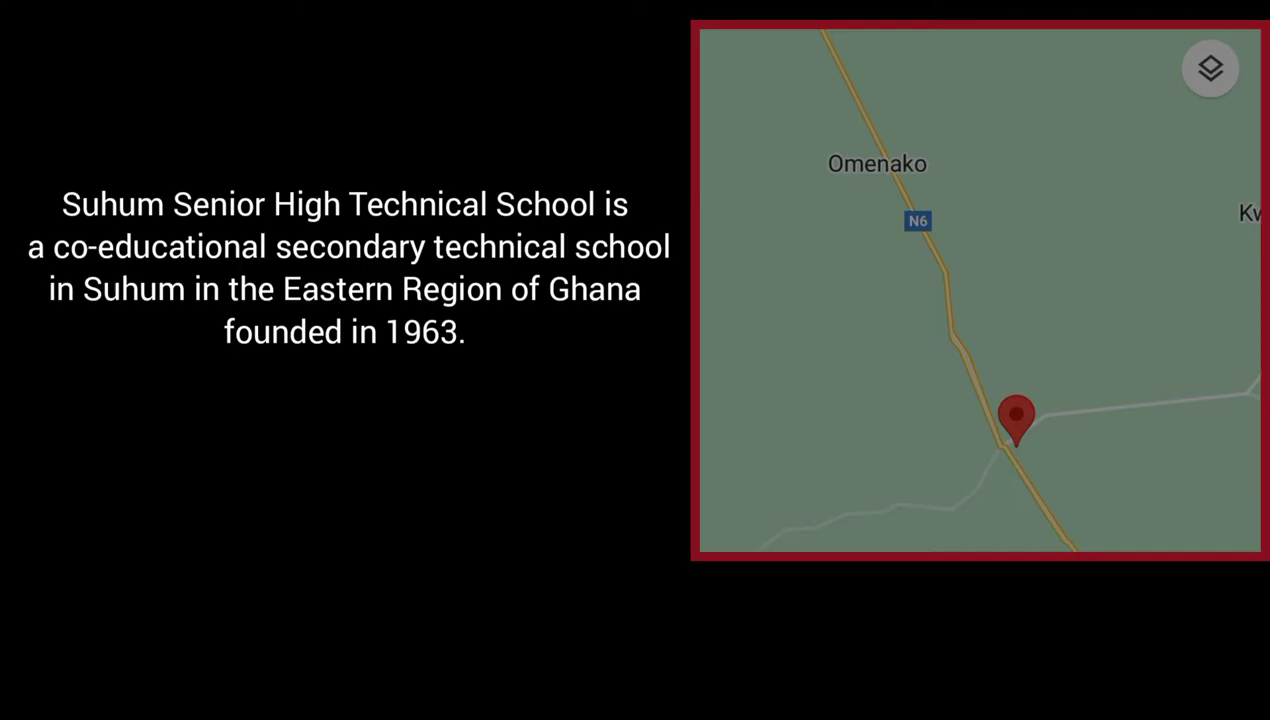 Suhum Senior High Technical School is
a co-educational secondary technical school
in Suhum in the Eastern Region of Ghana
founded in 1963.
Omenako
N6